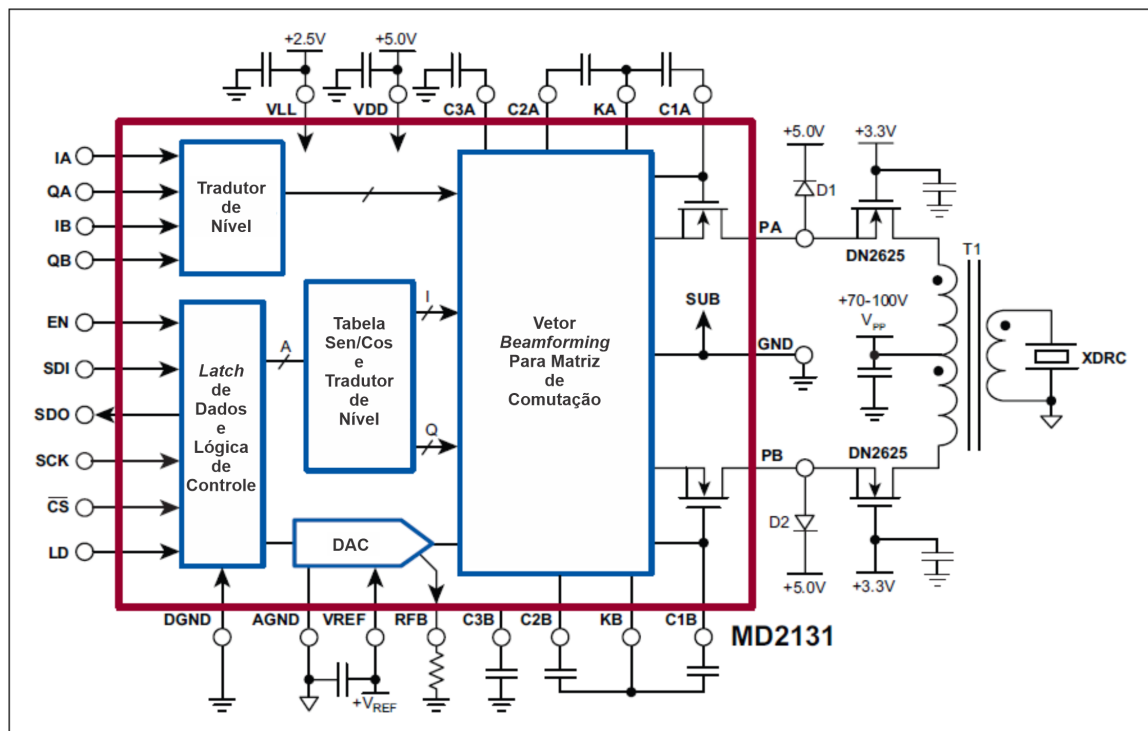 +2.5V
+5.0V
VLL
VDD
C3A
C2A
KA
C1A
IA
QA
IB
QB
Tradutor
de
Nível
+5.0V
+3.3V
D1
PA
DN2625
T1
EN
SDI
SDO
SCK
CS
LD
Latch
de
Dados
e
Lógica
de
Controle
A
Tabela
Sen/Cos
e
Tradutor
de
Nível
I
Q
Vetor
Beamforming
Para Matriz
de
Comutação
SUB
GND
+70-100V
VPP
XDRC
PB
DN2625
D2
+5.0V
+3.3V
DAC
DGND
AGND
VREF
RFB
C3B
C2B
KB
C1B
MD2131
+VREF